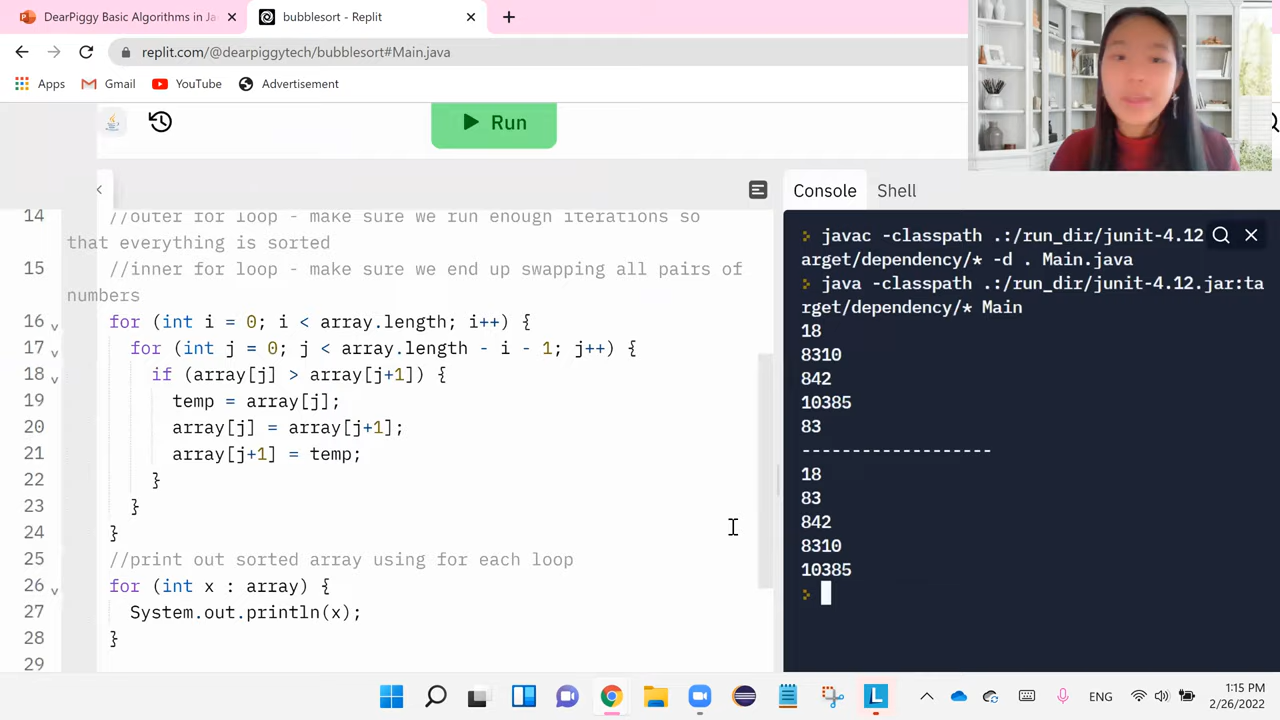 DearPiggy Basic Algorithms in Ja
bubblesort - Replit
replit.com/@dearpiggytech/bubblesort#Main.java
Apps Gmail YouTube Advertisement
Run
Console Shell
14 //outer for loop - make sure we run enough iterations so
that everything is sorted
15 //inner for loop - make sure we end up swapping all pairs of
numbers
16 for (int i = 0; i < array.length; i++) {
17 for (int j = 0; j < array.length - i - 1; j++) {
18 if (array[j] > array[j+1]) {
19 temp = array[j];
20 array[j] = array[j+1];
21 array[j+1] = temp;
22 }
23 }
24 }
25 //print out sorted array using for each loop
26 for (int x : array) {
27 System.out.println(x);
28 }
29
javac -classpath .:/run_dir/junit-4.12
arget/dependency/* -d . Main.java
java -classpath .:/run_dir/junit-4.12.jar:ta
rget/dependency/* Main
18
8310
842
10385
83
-------------------
18
83
842
8310
10385
L
ENG
1:15 PM
2/26/2022